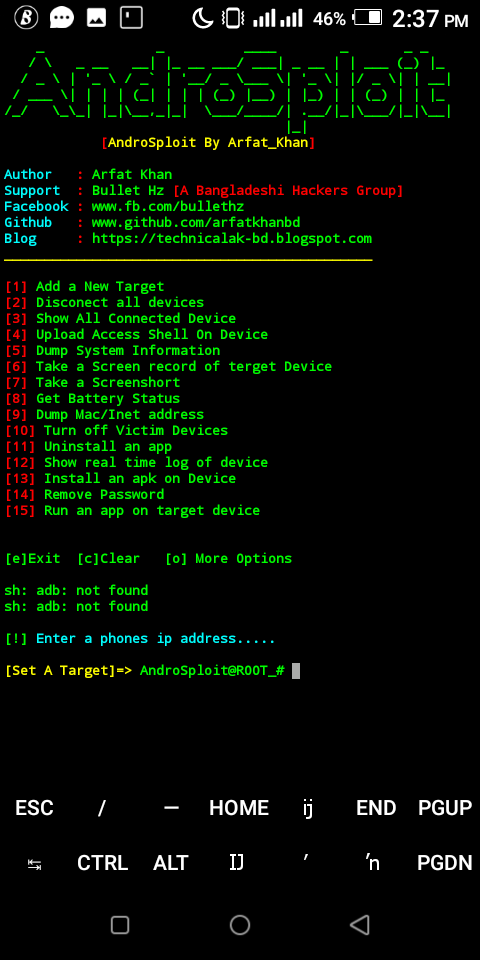 46% 2:37 PM
AndroSploit
[AndroSploit By Arfat_Khan]
Author : Arfat Khan
Support : Bullet Hz [A Bangladeshi Hackers Group]
Facebook : www.fb.com/bullethz
Github : www.github.com/arfatkhanbd
Blog : https://technicalak-bd.blogspot.com
[1] Add a New Target
[2] Disconect all devices
[3] Show All Connected Device
[4] Upload Access Shell On Device
[5] Dump System Information
[6] Take a Screen record of terget Device
[7] Take a Screenshort
[8] Get Battery Status
[9] Dump Mac/Inet address
[10] Turn off Victim Devices
[11] Uninstall an app
[12] Show real time log of device
[13] Install an apk on Device
[14] Remove Password
[15] Run an app on target device
[e]Exit [c]Clear [o] More Options
sh: adb: not found
sh: adb: not found
[!] Enter a phones ip address.....
[Set A Target]=> AndroSploit@ROOT_#
ESC / — HOME ĳ END PGUP
↹ CTRL ALT Ĳ ʼ ŉ PGDN